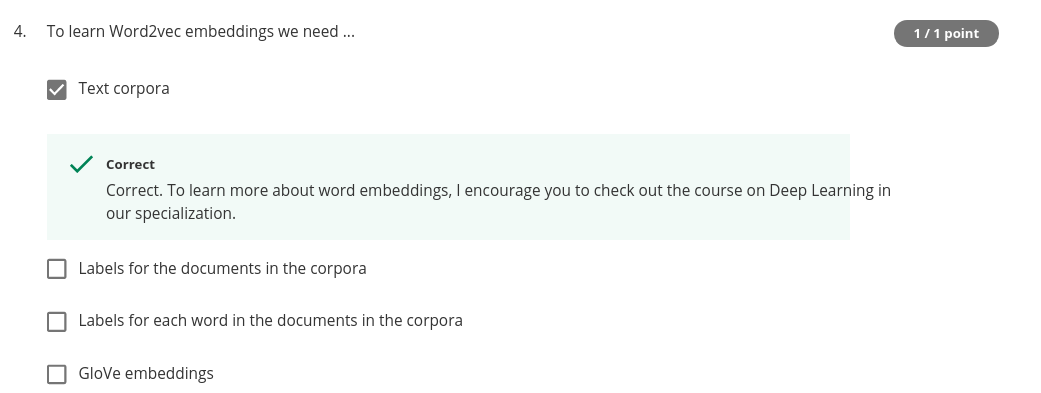 4. To learn Word2vec embeddings we need ...
1 / 1 point
Text corpora
Correct
Correct. To learn more about word embeddings, I encourage you to check out the course on Deep Learning in
our specialization.
Labels for the documents in the corpora
Labels for each word in the documents in the corpora
GloVe embeddings